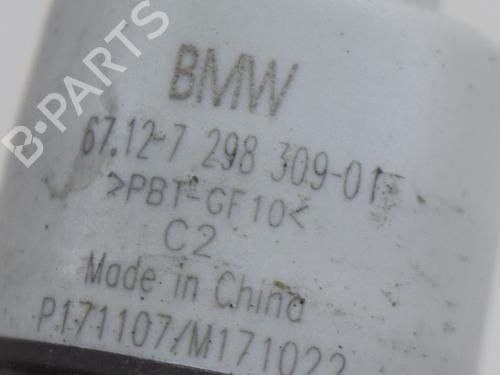 B-PARTS
BMW
67.12-7 298 309-01
>PBT-GF10<
C2
Made in China
P171107/M171022